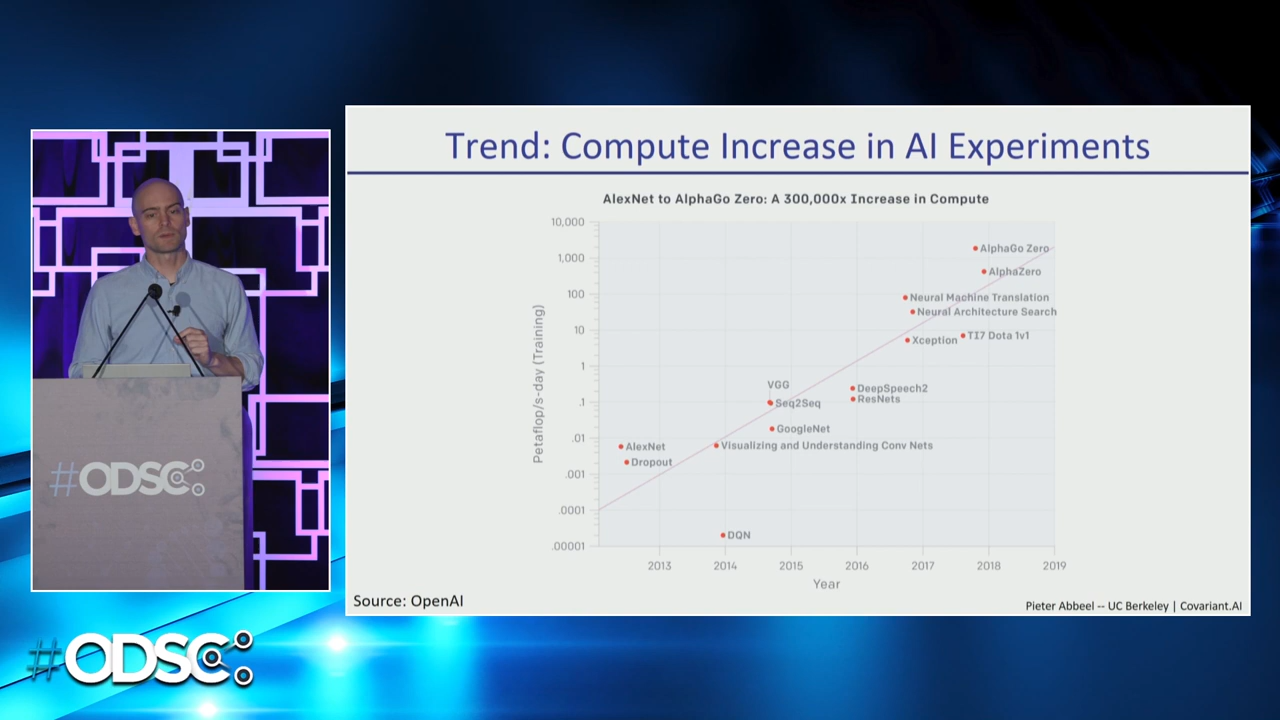 Trend: Compute Increase in AI Experiments
AlexNet to AlphaGo Zero: A 300,000x Increase in Compute
10,000
1,000
100
10
1
.1
.01
.001
.0001
.00001
Petaflop/s-day (Training)
AlphaGo Zero
AlphaZero
Neural Machine Translation
Neural Architecture Search
TI7 Dota 1v1
Xception
VGG
DeepSpeech2
Seq2Seq
ResNets
GoogleNet
AlexNet
Visualizing and Understanding Conv Nets
Dropout
DQN
2013 2014 2015 2016 2017 2018 2019
Year
Source: OpenAI
Pieter Abbeel -- UC Berkeley | Covariant.AI
#ODSC
#ODSC